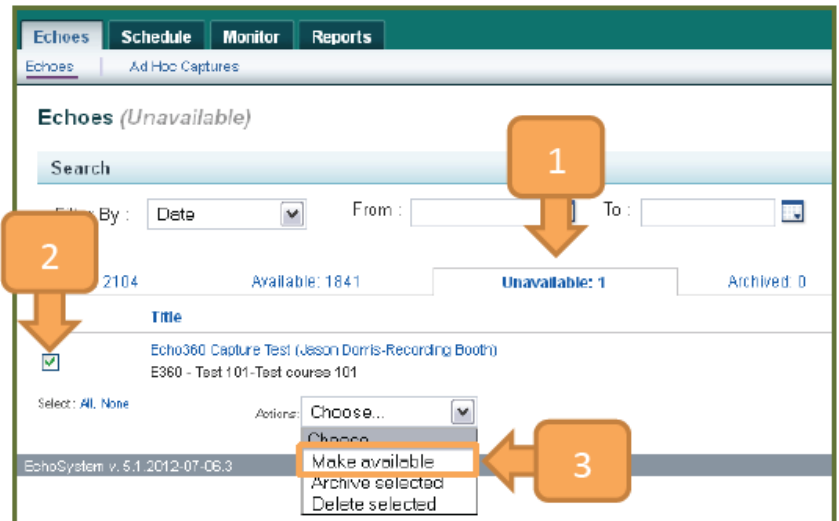 Echoes Schedule Monitor Reports
Echoes Ad Hoc Captures
Echoes (Unavailable)
Search
1
Filter By : Date From : To :
2
2104 Available: 1841 Unavailable: 1 Archived: 0
Title
Echo360 Capture Test (Jason Dorris-Recording Booth)
E360 - Test 101-Test course 101
Select: All, None
Actions: Choose...
Choose...
Make available
3
EchoSystem v. 5.1.2012-07-06.3
Archive selected
Delete selected